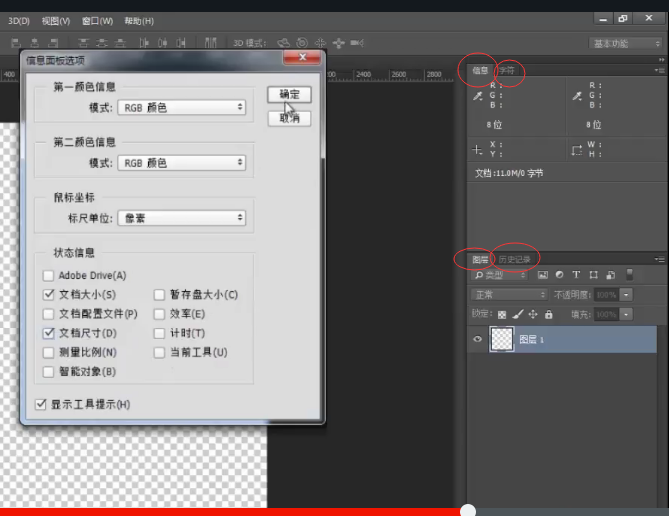 3D(D) 视图(V) 窗口(W) 帮助(H)
3D 模式:
基本功能
信息面板选项
第一颜色信息
模式: RGB 颜色
确定
取消
第二颜色信息
模式: RGB 颜色
鼠标坐标
标尺单位: 像素
状态信息
Adobe Drive(A)
文档大小(S) 暂存盘大小(C)
文档配置文件(P) 效率(E)
文档尺寸(D) 计时(T)
测量比例(N) 当前工具(U)
智能对象(B)
显示工具提示(H)
400
2400 2600 2800
信息 字符
R: R:
G: G:
B: B:
8 位 8 位
X: W:
Y: H:
文档:11.0M/0 字节
图层 历史记录
类型
正常 不透明度: 100%
锁定: 填充: 100%
图层 1